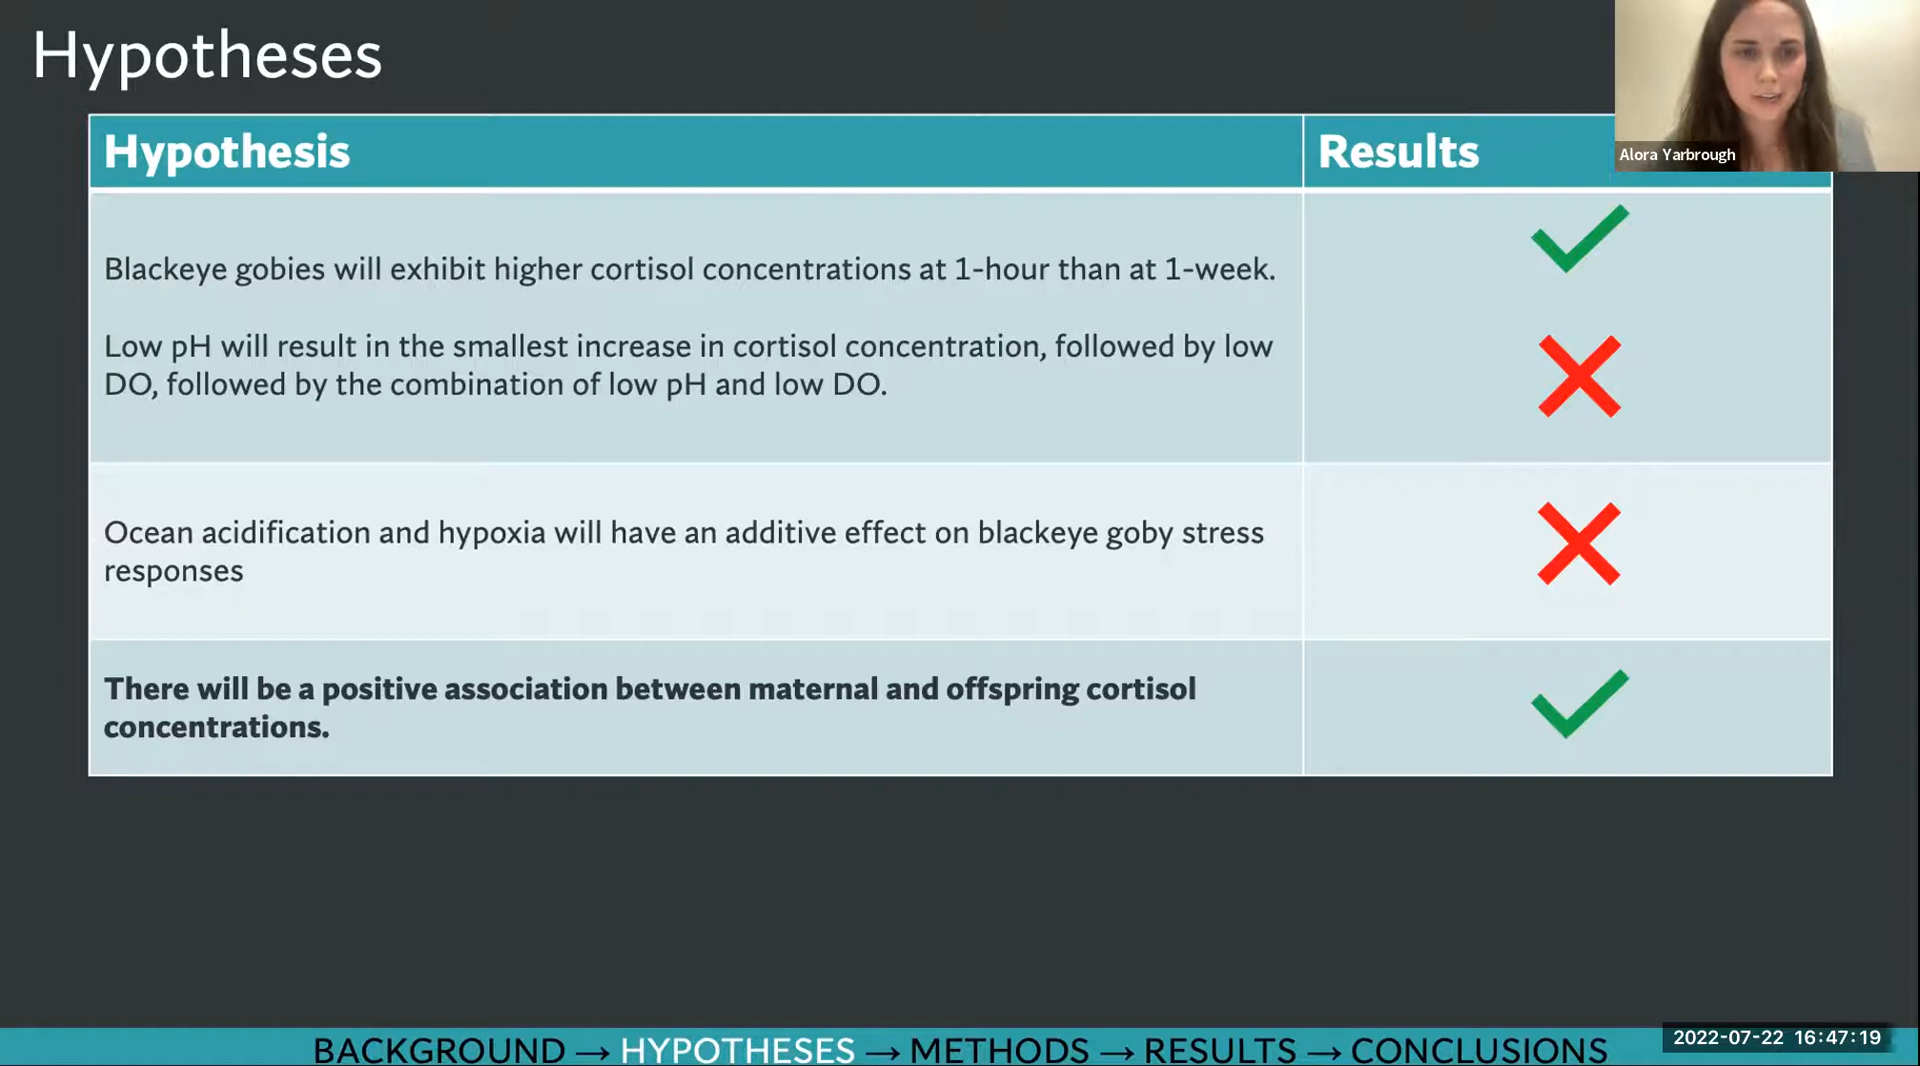 Hypotheses
Hypothesis
Results
Alora Yarbrough
Blackeye gobies will exhibit higher cortisol concentrations at 1-hour than at 1-week.
Low pH will result in the smallest increase in cortisol concentration, followed by low
DO, followed by the combination of low pH and low DO.
Ocean acidification and hypoxia will have an additive effect on blackeye goby stress
responses
There will be a positive association between maternal and offspring cortisol
concentrations.
BACKGROUND → HYPOTHESES → METHODS → RESULTS → CONCLUSIONS
2022-07-22 16:47:19